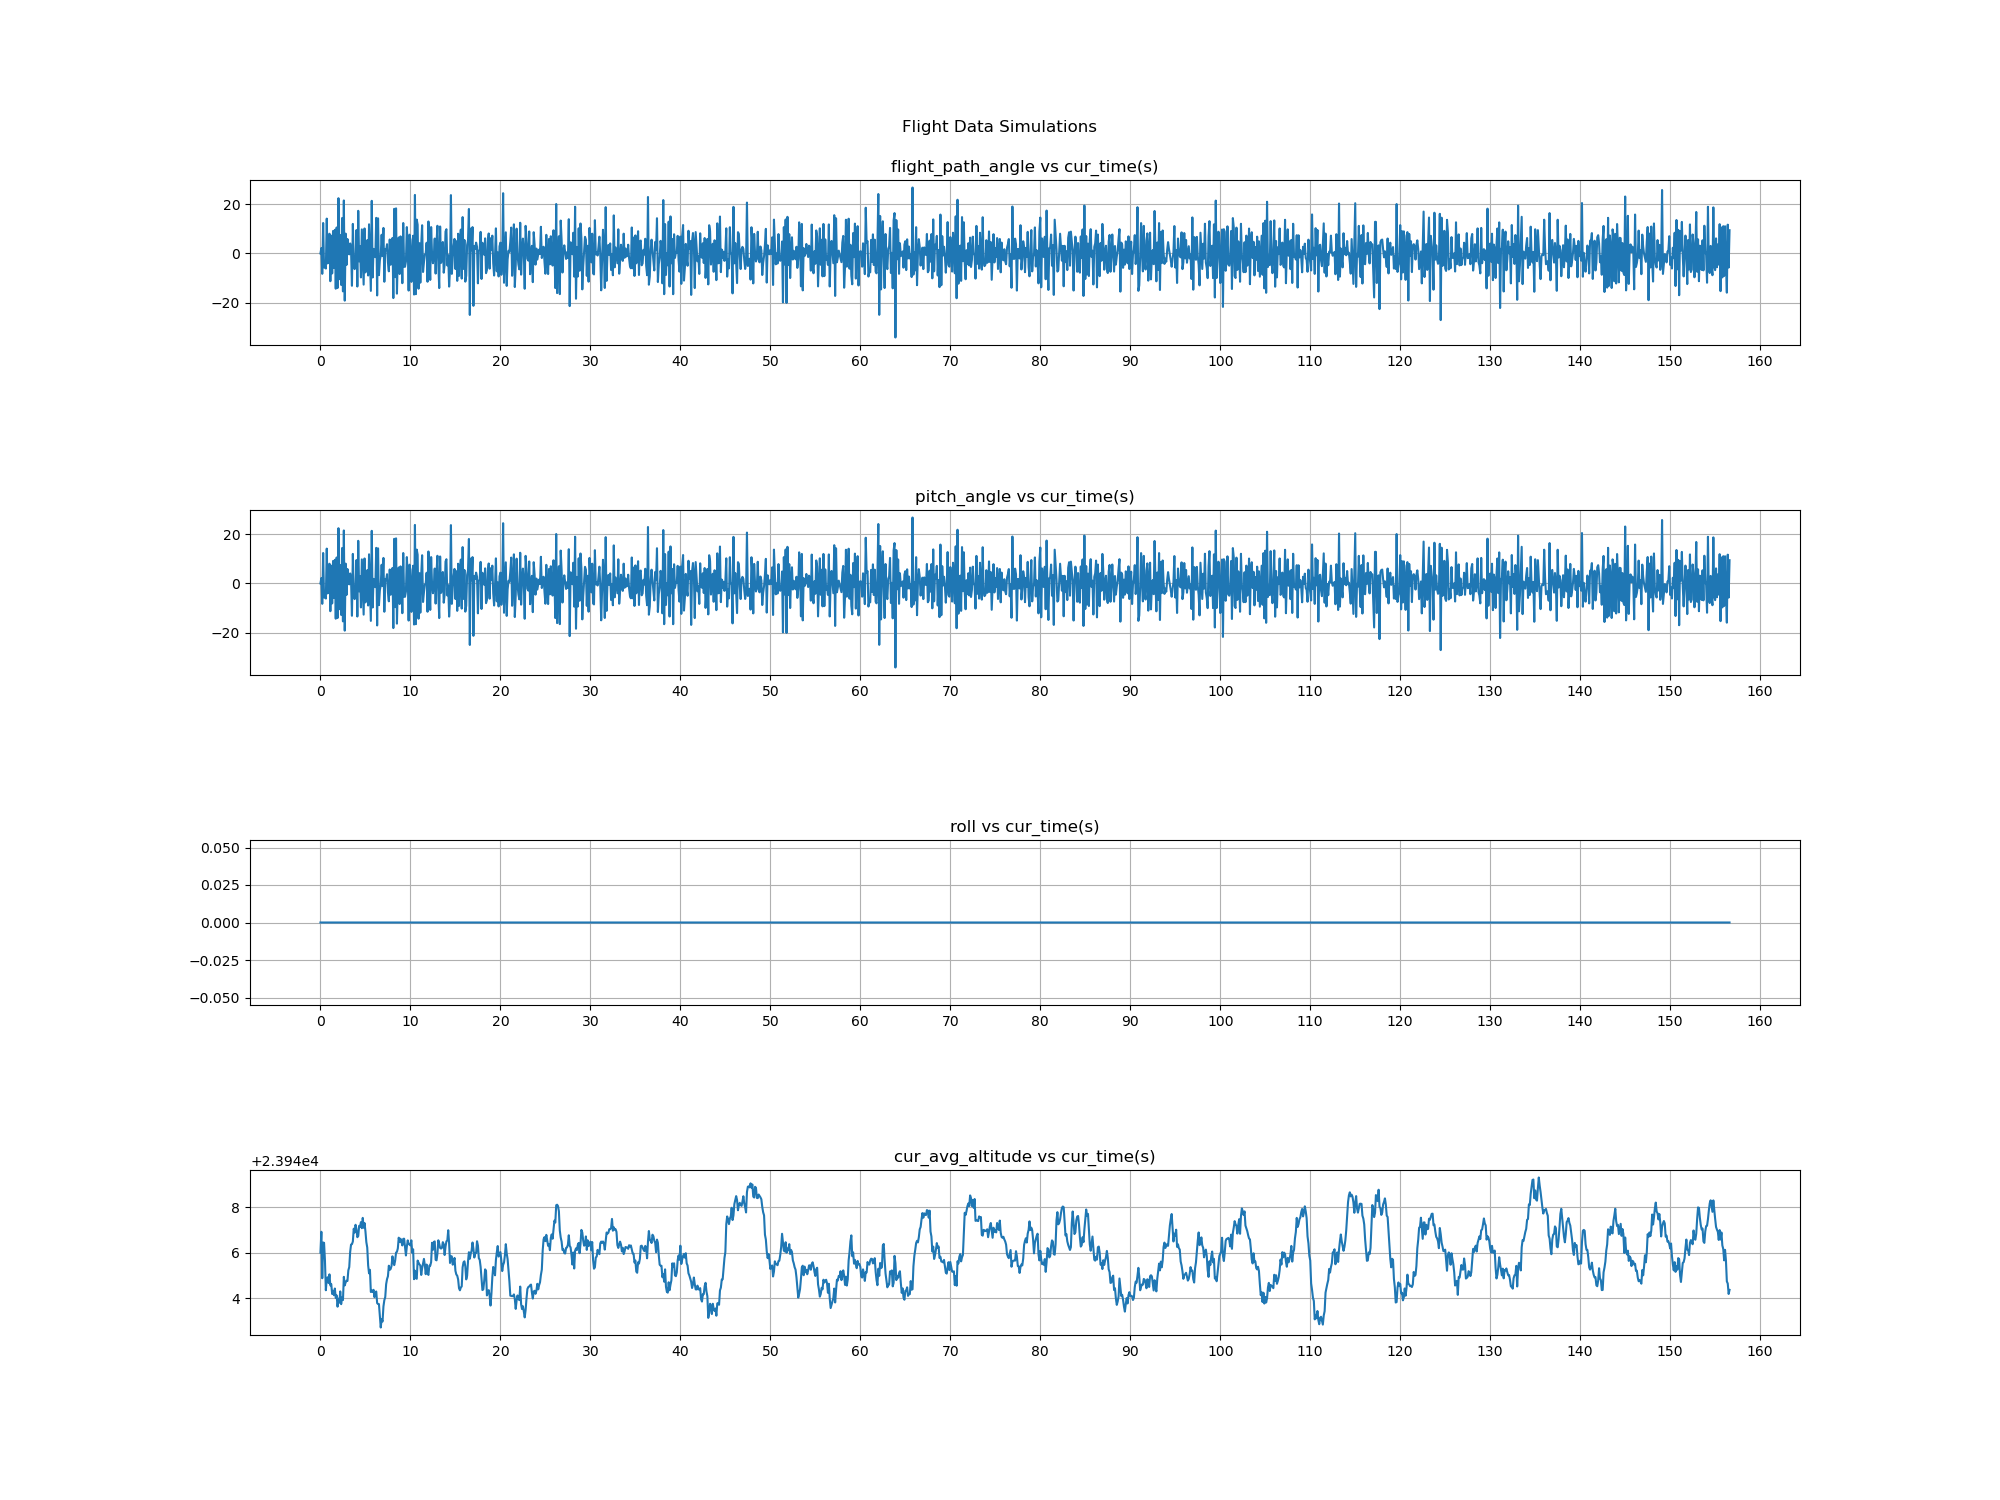 Flight Data Simulations
flight_path_angle vs cur_time(s)
20
0
−20
0 10 20 30 40 50 60 70 80 90 100 110 120 130 140 150 160
pitch_angle vs cur_time(s)
20
0
−20
0 10 20 30 40 50 60 70 80 90 100 110 120 130 140 150 160
roll vs cur_time(s)
0.050
0.025
0.000
−0.025
−0.050
0 10 20 30 40 50 60 70 80 90 100 110 120 130 140 150 160
cur_avg_altitude vs cur_time(s)
+2.394e4
8
6
4
0 10 20 30 40 50 60 70 80 90 100 110 120 130 140 150 160